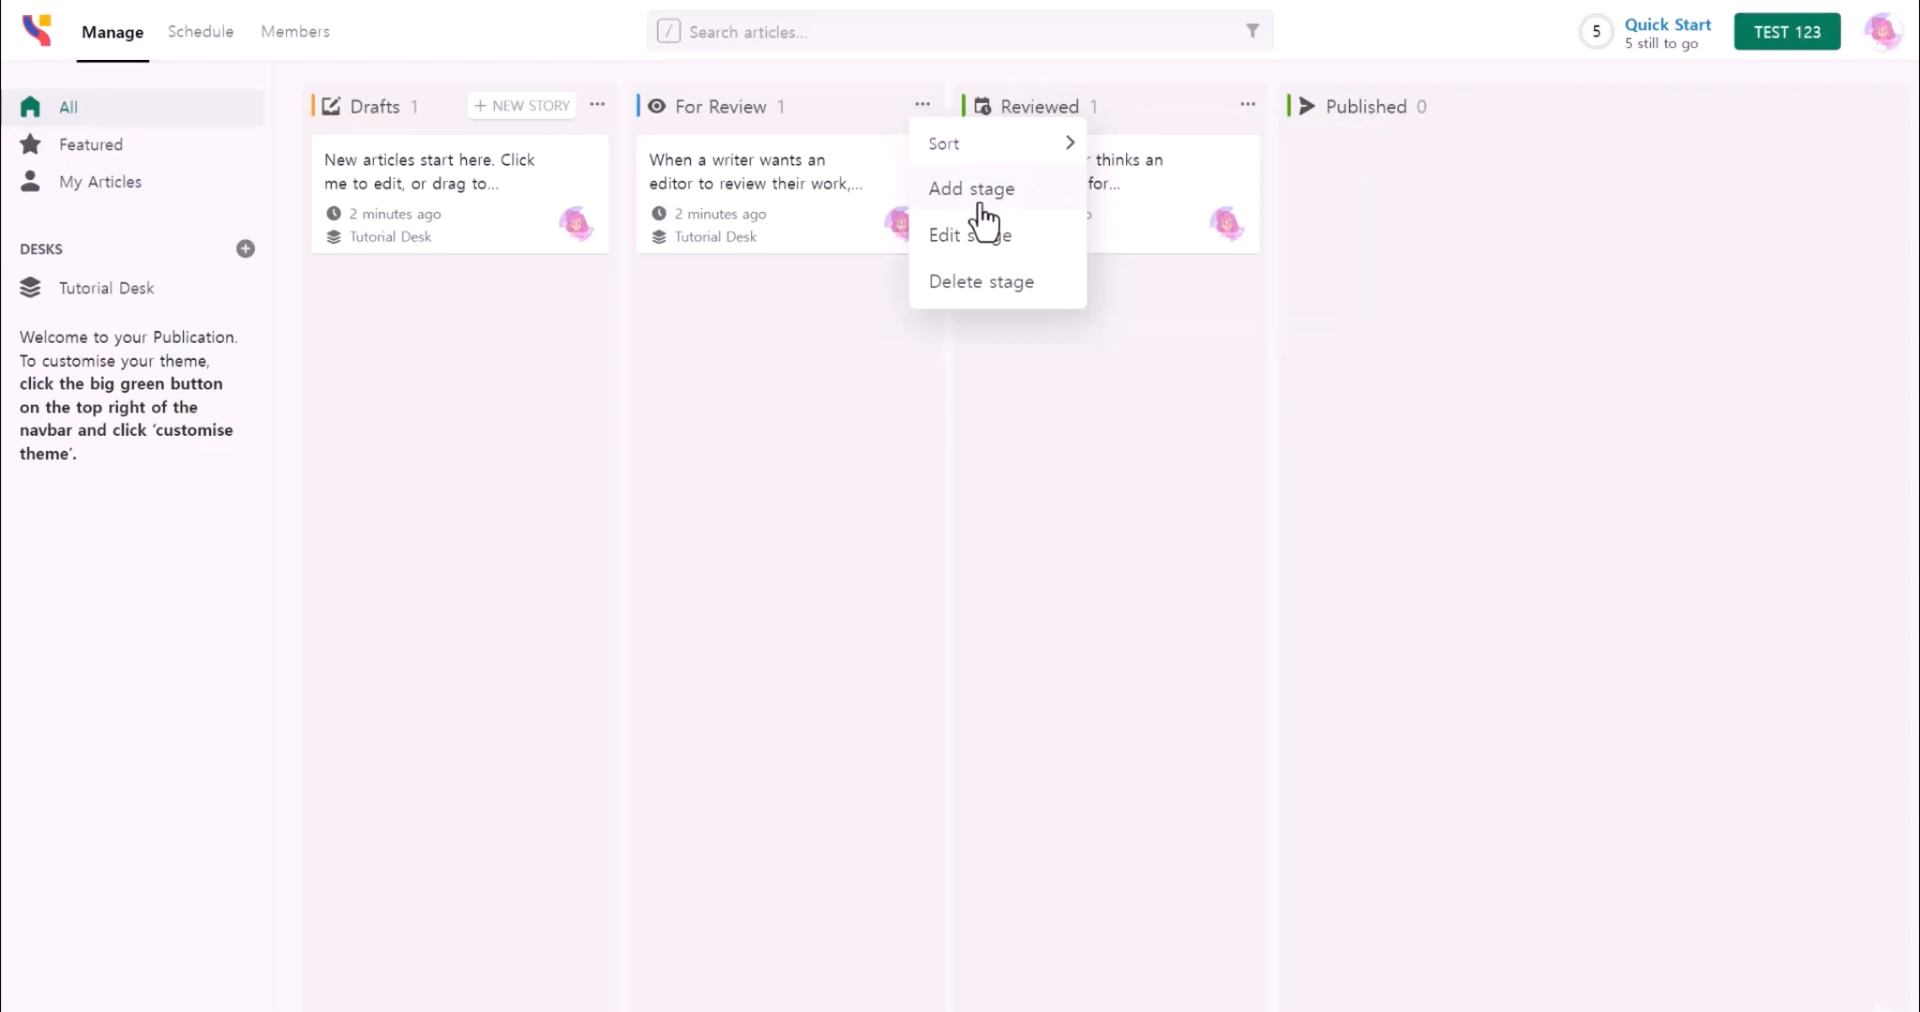 Manage
Schedule
Members
/
Search articles...
5
Quick Start
5 still to go
TEST 123
All
Featured
My Articles
DESKS
Tutorial Desk
Welcome to your Publication.
To customise your theme,
click the big green button
on the top right of the
navbar and click ‘customise
theme’.
Drafts 1
+ NEW STORY
New articles start here. Click
me to edit, or drag to...
2 minutes ago
Tutorial Desk
For Review 1
When a writer wants an
editor to review their work,...
2 minutes ago
Tutorial Desk
Sort
Add stage
Edit
Delete stage
Reviewed 1
thinks an
for...
Published 0